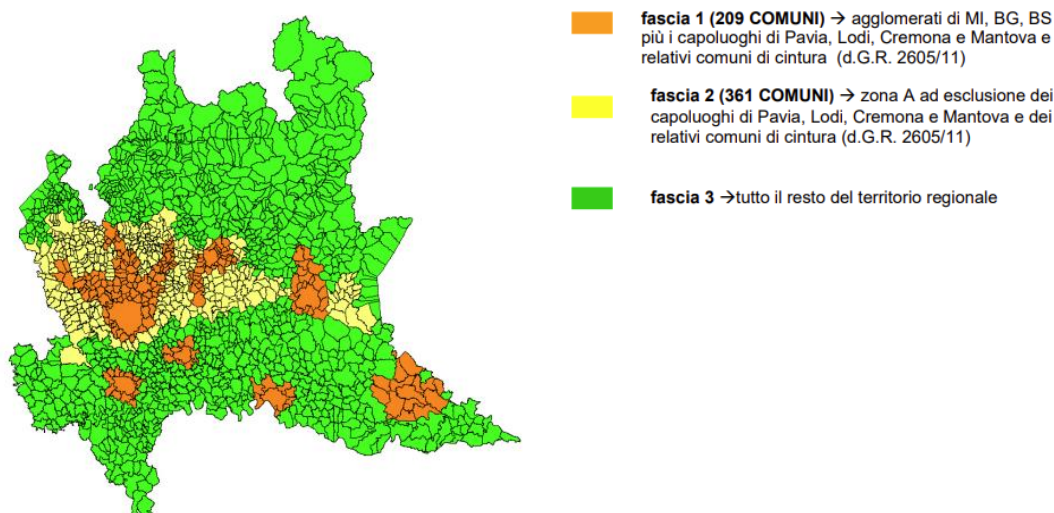 fascia 1 (209 COMUNI) → agglomerati di MI, BG, BS
più i capoluoghi di Pavia, Lodi, Cremona e Mantova e
relativi comuni di cintura (d.G.R. 2605/11)
fascia 2 (361 COMUNI) → zona A ad esclusione dei
capoluoghi di Pavia, Lodi, Cremona e Mantova e dei
relativi comuni di cintura (d.G.R. 2605/11)
fascia 3 →tutto il resto del territorio regionale